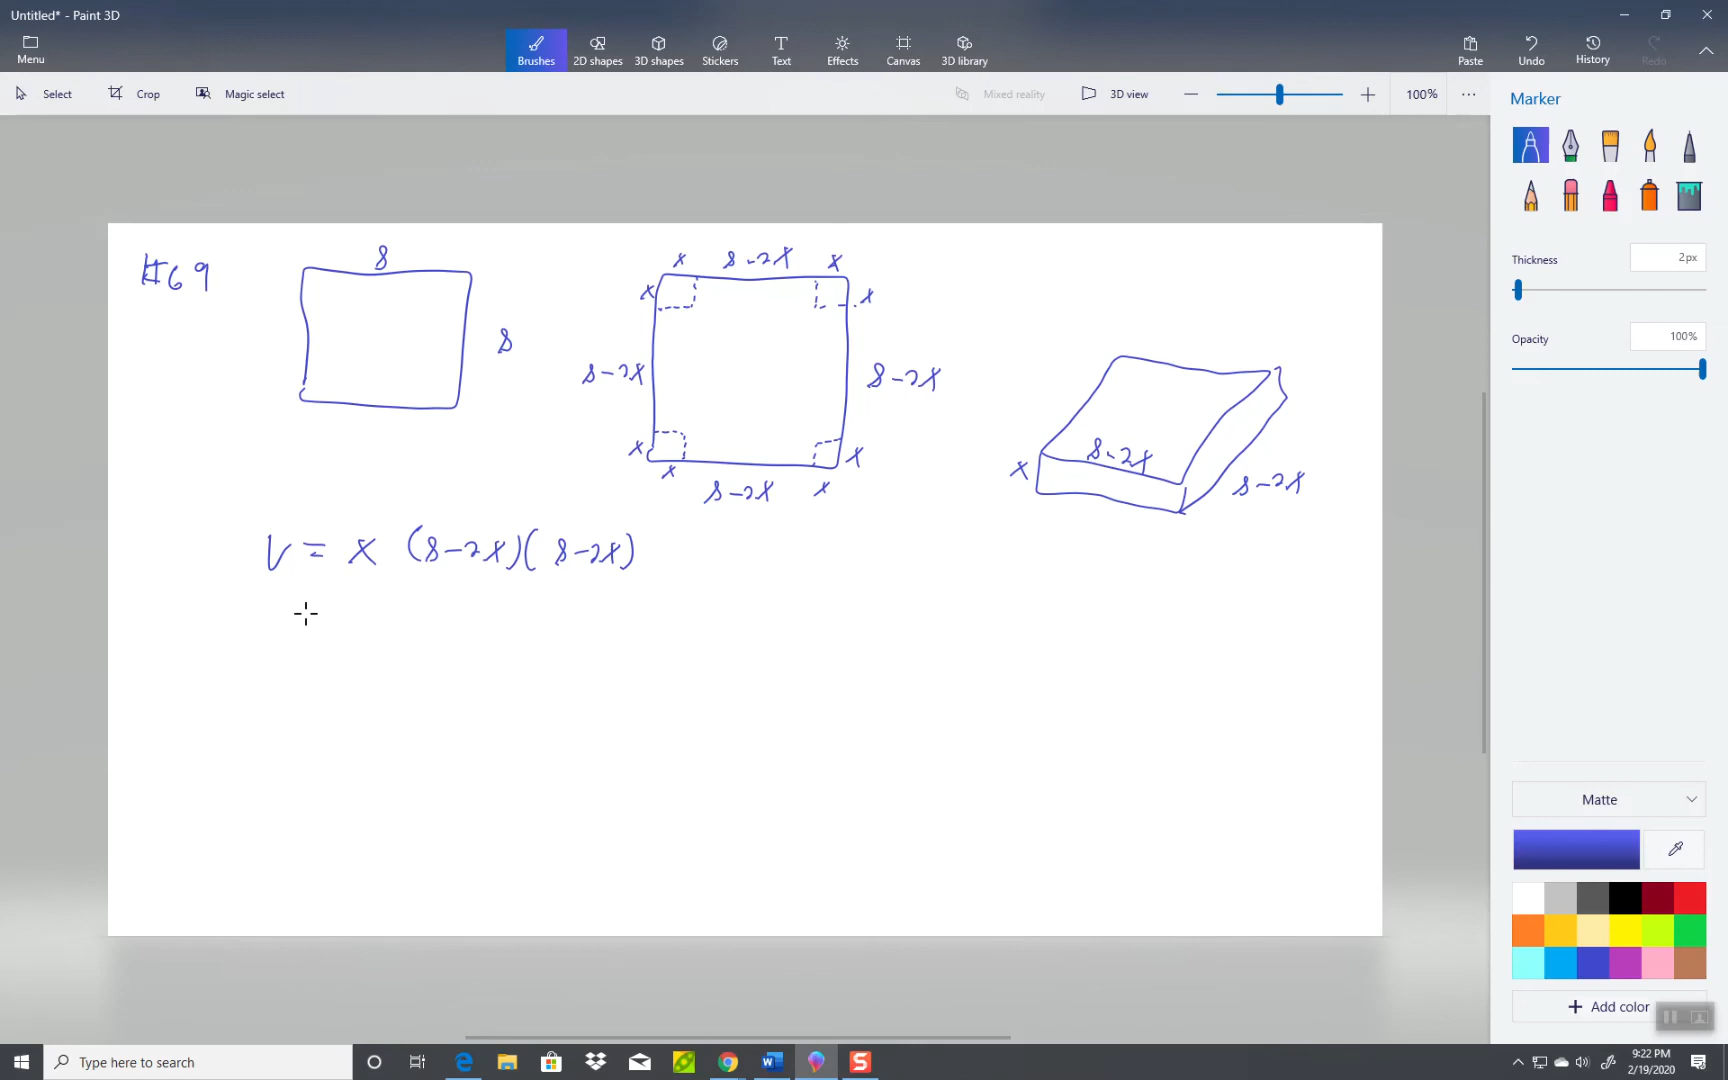 Untitled* - Paint 3D
Menu
Brushes
2D shapes
3D shapes
Stickers
Text
Effects
Canvas
3D library
Paste
Undo
History
Redo
Select
Crop
Magic select
Mixed reality
3D view
100%
Marker
Thickness
2px
Opacity
100%
#69
8
8
x 8-2x x
x
x
8-2x
8-2x
x
x
x
8-2x
x
x
8-2x
8-2x
V = x (8-2x)(8-2x)
Matte
Add color
Type here to search
9:22 PM
2/19/2020